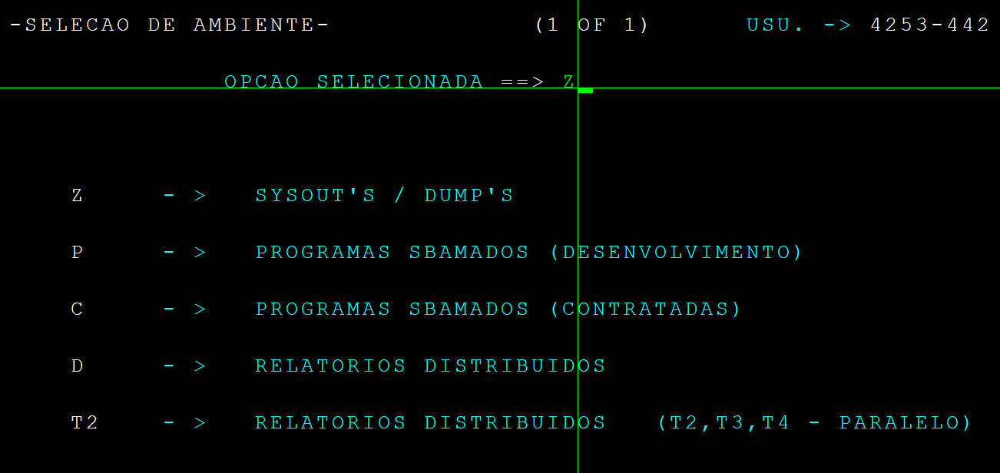 -SELECAO DE AMBIENTE- (1 OF 1) USU. -> 4253-442
OPCAO SELECIONADA ==> Z
Z - > SYSOUT'S / DUMP'S
P - > PROGRAMAS SBAMADOS (DESENVOLVIMENTO)
C - > PROGRAMAS SBAMADOS (CONTRATADAS)
D - > RELATORIOS DISTRIBUIDOS
T2 - > RELATORIOS DISTRIBUIDOS (T2,T3,T4 - PARALELO)